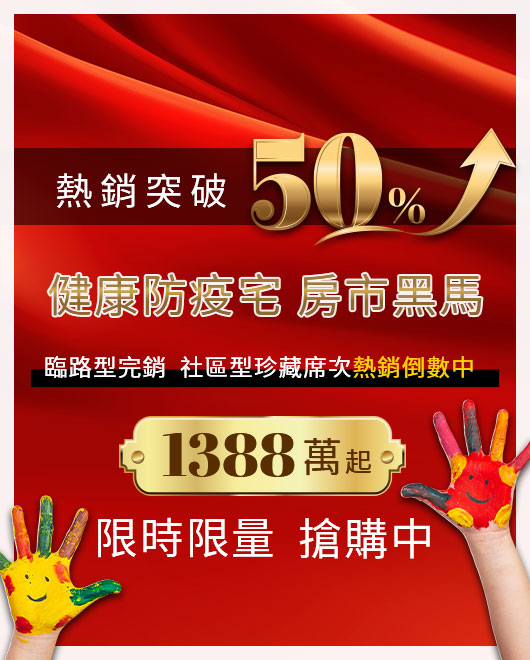 熱銷突破50%
健康防疫宅 房市黑馬
臨路型完銷 社區型珍藏席次熱銷倒數中
1388萬起
限時限量 搶購中